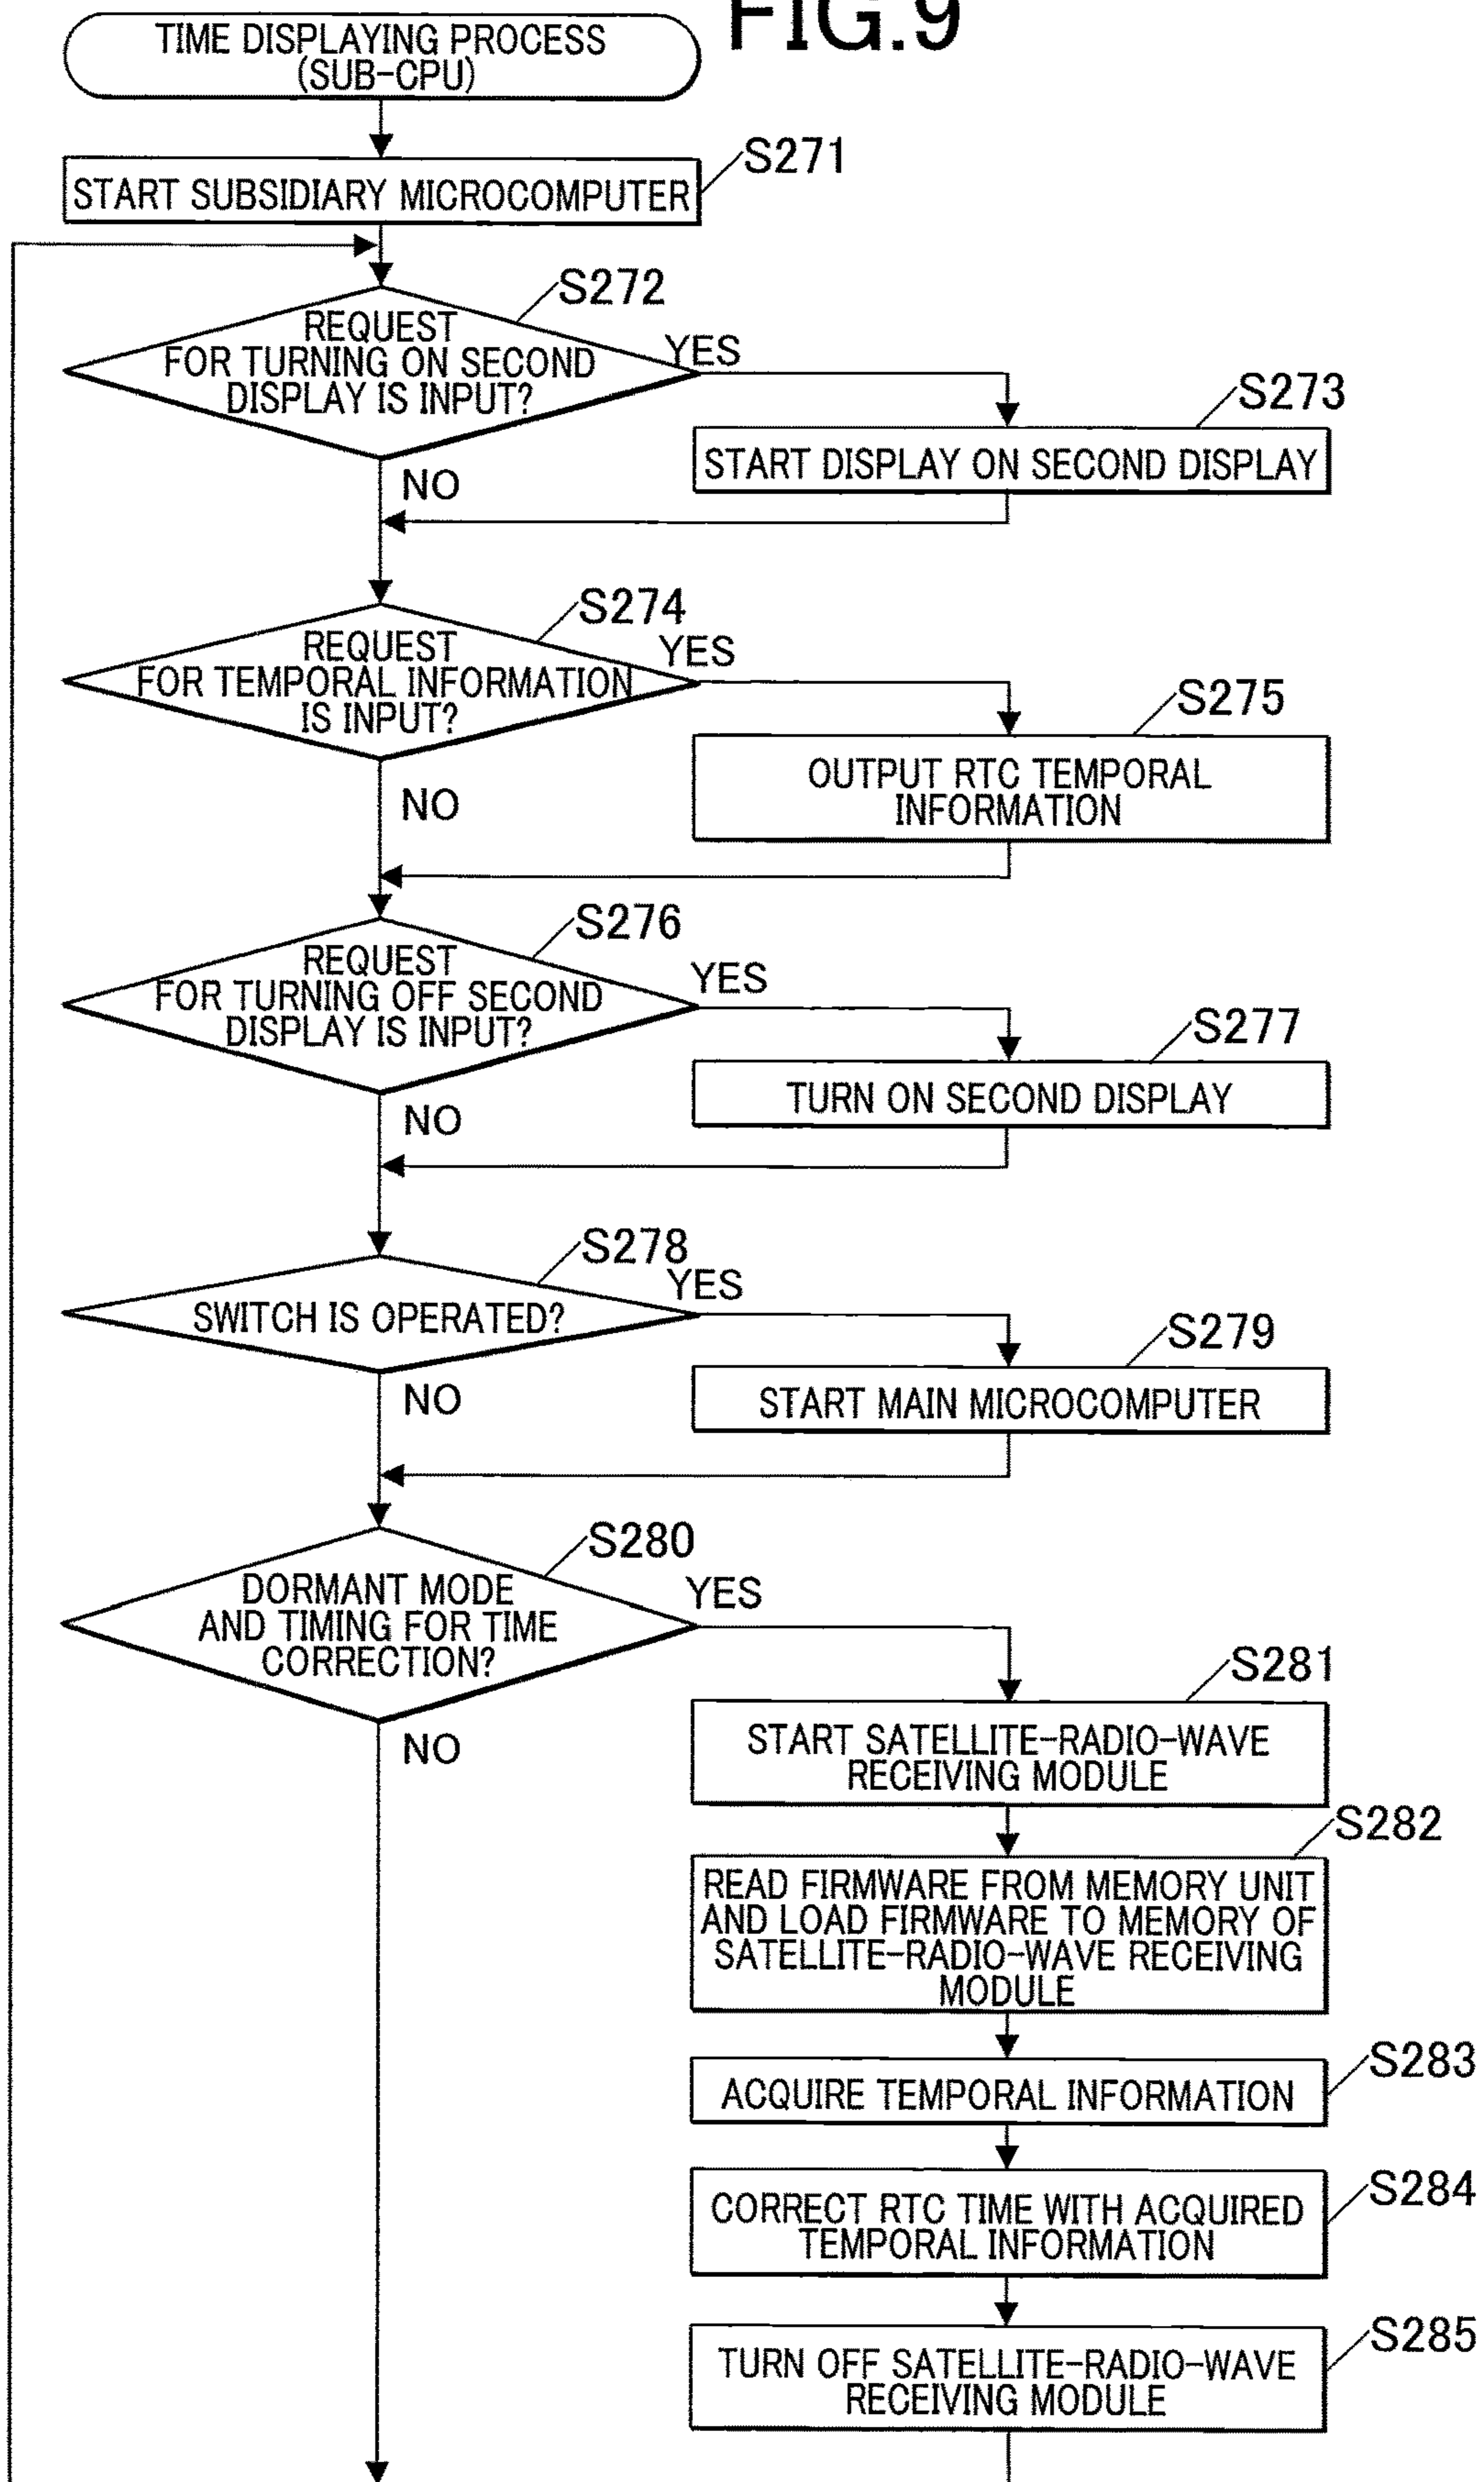 FIG.9
TIME DISPLAYING PROCESS
(SUB-CPU)
S271
START SUBSIDIARY MICROCOMPUTER
S272
REQUEST
FOR TURNING ON SECOND
DISPLAY IS INPUT?
YES
S273
START DISPLAY ON SECOND DISPLAY
NO
S274
REQUEST
FOR TEMPORAL INFORMATION
IS INPUT?
YES
S275
OUTPUT RTC TEMPORAL
INFORMATION
NO
S276
REQUEST
FOR TURNING OFF SECOND
DISPLAY IS INPUT?
YES
S277
TURN ON SECOND DISPLAY
NO
S278
SWITCH IS OPERATED?
YES
S279
START MAIN MICROCOMPUTER
NO
S280
DORMANT MODE
AND TIMING FOR TIME
CORRECTION?
YES
NO
S281
START SATELLITE-RADIO-WAVE
RECEIVING MODULE
S282
READ FIRMWARE FROM MEMORY UNIT
AND LOAD FIRMWARE TO MEMORY OF
SATELLITE-RADIO-WAVE RECEIVING
MODULE
S283
ACQUIRE TEMPORAL INFORMATION
S284
CORRECT RTC TIME WITH ACQUIRED
TEMPORAL INFORMATION
S285
TURN OFF SATELLITE-RADIO-WAVE
RECEIVING MODULE